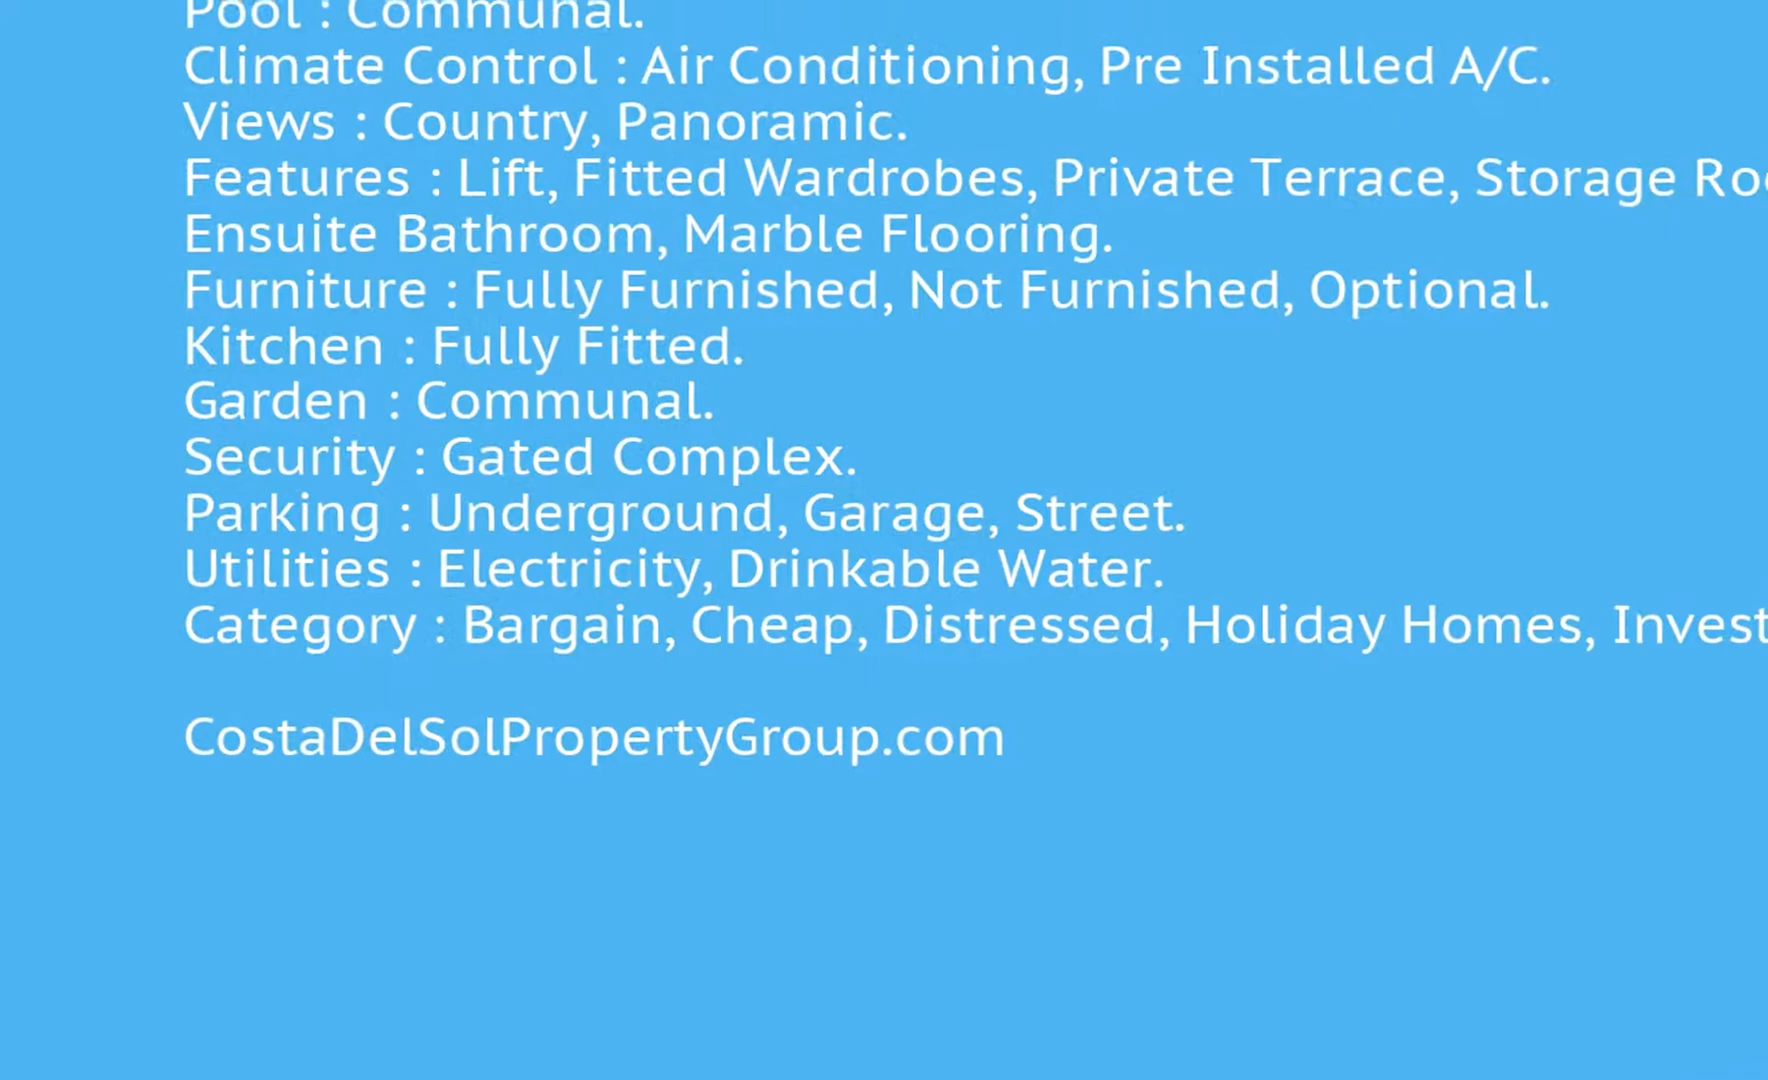 Pool : Communal.
Climate Control : Air Conditioning, Pre Installed A/C.
Views : Country, Panoramic.
Features : Lift, Fitted Wardrobes, Private Terrace, Storage
Ensuite Bathroom, Marble Flooring.
Furniture : Fully Furnished, Not Furnished, Optional.
Kitchen : Fully Fitted.
Garden : Communal.
Security : Gated Complex.
Parking : Underground, Garage, Street.
Utilities : Electricity, Drinkable Water.
Category : Bargain, Cheap, Distressed, Holiday Homes,
CostaDelSolPropertyGroup.com